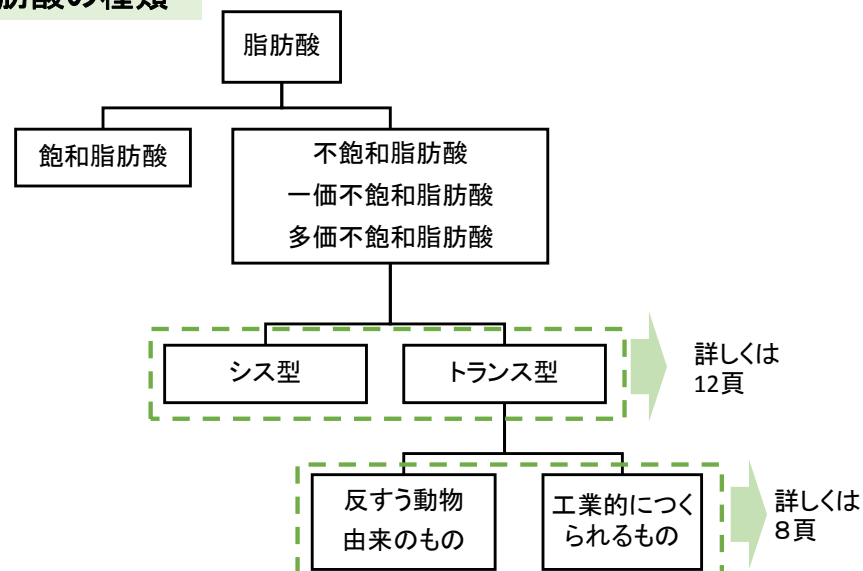 肪酸の種類
脂肪酸
飽和脂肪酸
不飽和脂肪酸
一価不飽和脂肪酸
多価不飽和脂肪酸
シス型
トランス型
詳しくは
12頁
反すう動物
由来のもの
工業的につく
られるもの
詳しくは
８頁